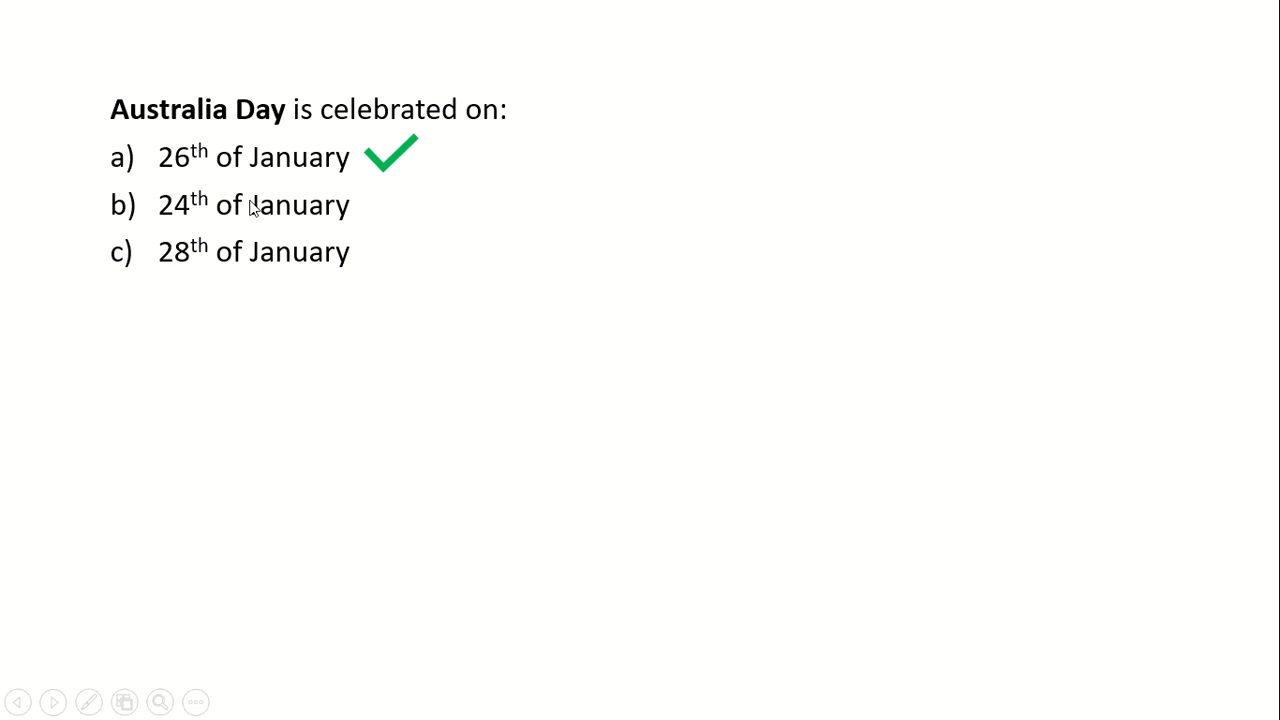 Australia Day is celebrated on:
a) 26th of January
b) 24th of January
c) 28th of January